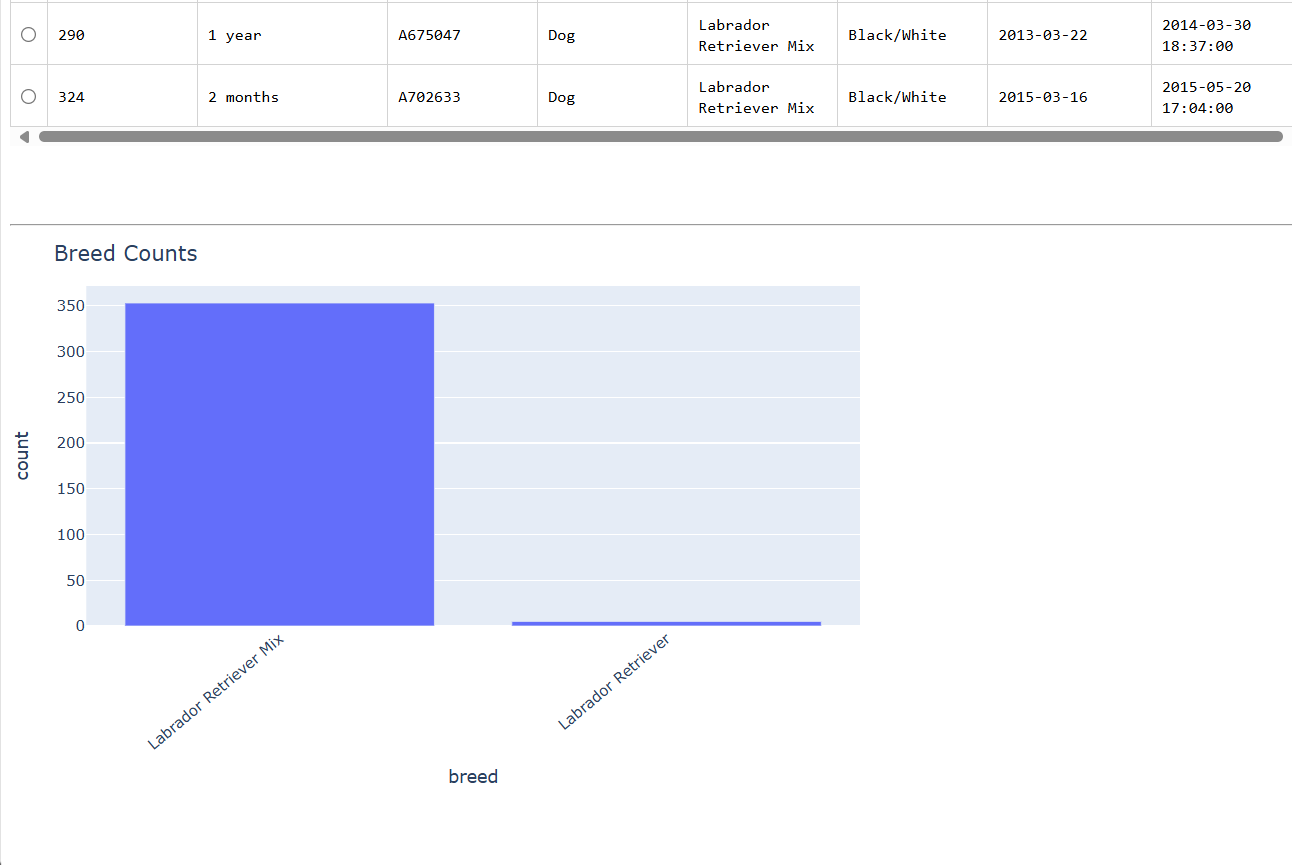 290 1 year A675047 Dog Labrador Retriever Mix Black/White 2013-03-22 2014-03-30 18:37:00
324 2 months A702633 Dog Labrador Retriever Mix Black/White 2015-03-16 2015-05-20 17:04:00
Breed Counts
350
300
250
200
150
100
50
0
count
Labrador Retriever Mix
Labrador Retriever
breed